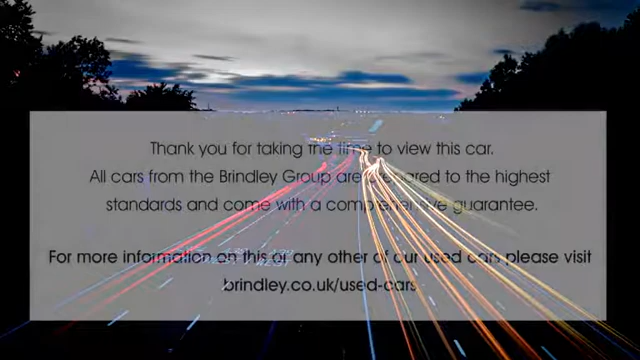 Thank you for taking the time to view this car.
All cars from the Brindley Group are prepared to the highest
standards and come with a comprehensive guarantee.
For more information on this or any other of our used cars please visit
brindley.co.uk/used-cars